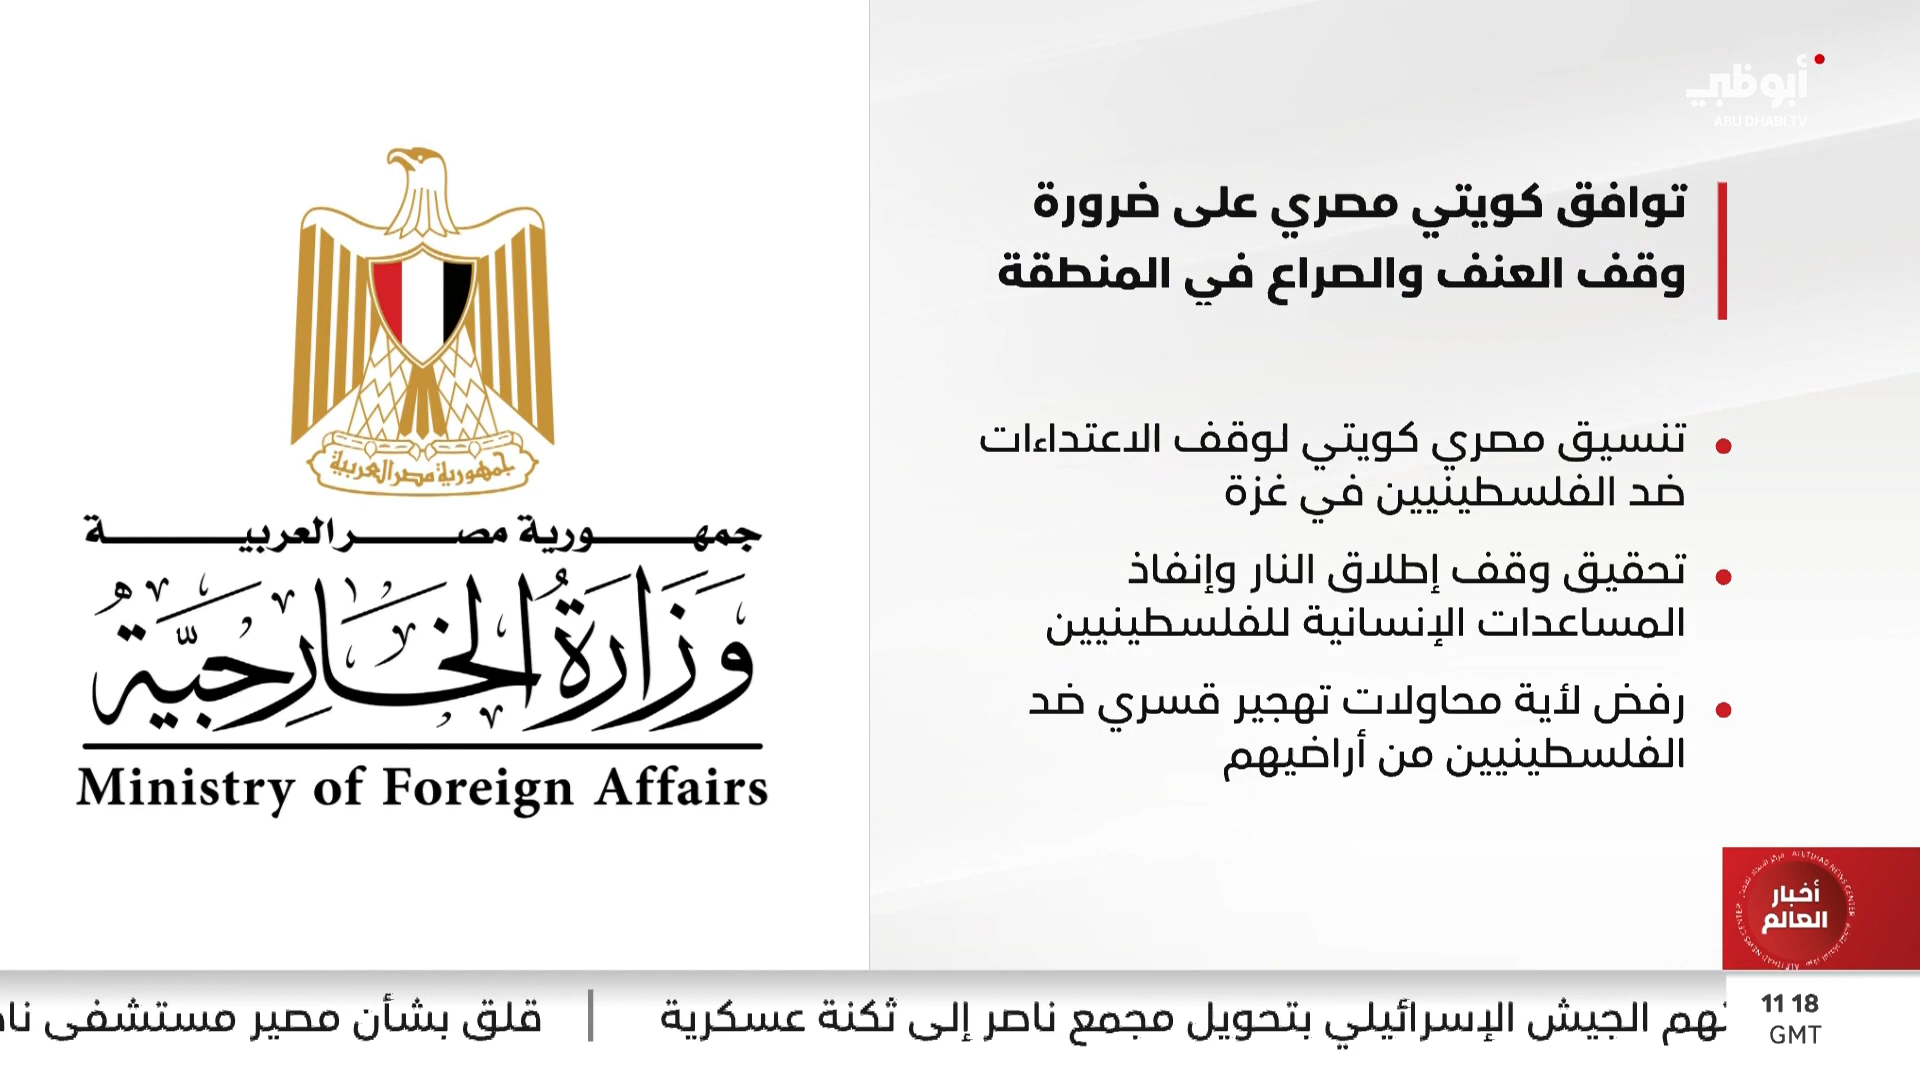 أبوظبي
ABU DHABI TV
توافق كويتي مصري على ضرورة
وقف العنف والصراع في المنطقة
تنسيق مصري كويتي لوقف الاعتداءات
ضد الفلسطينيين في غزة
تحقيق وقف إطلاق النار وإنفاذ
المساعدات الإنسانية للفلسطينيين
رفض لأية محاولات تهجير قسري ضد
الفلسطينيين من أراضيهم
جمهورية مصر العربية
جمهورية مصر العربية
وزارة الخارجية
Ministry of Foreign Affairs
أخبار
العالم
11 18
GMT
الجيش الإسرائيلي بتحويل مجمع ناصر إلى ثكنة عسكرية | قلق بشأن مصير مستشفى